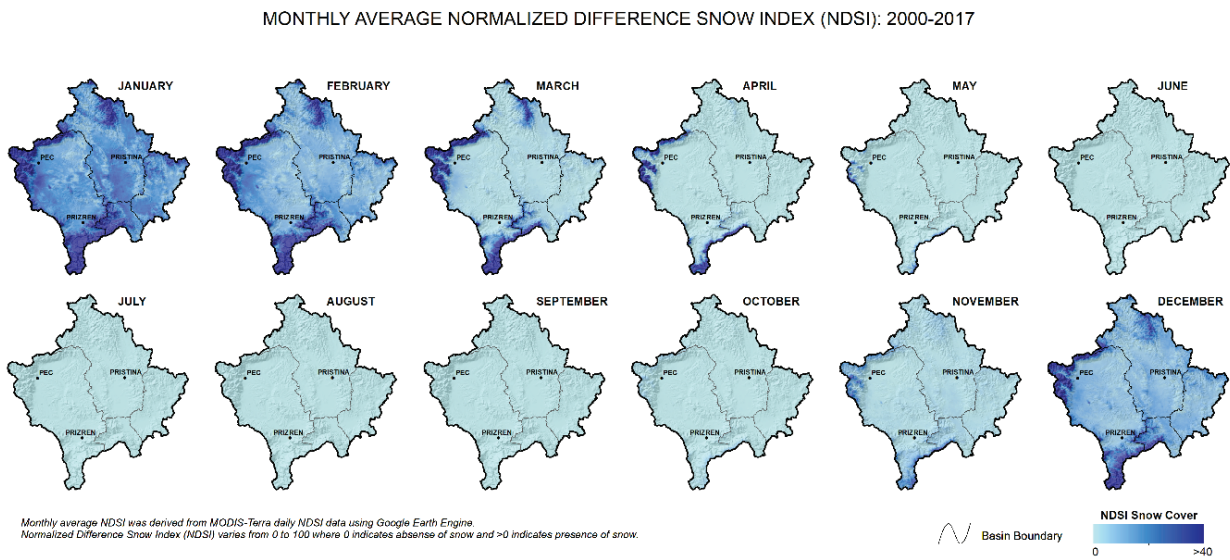 MONTHLY AVERAGE NORMALIZED DIFFERENCE SNOW INDEX (NDSI): 2000-2017
JANUARY
PEC
PRISTINA
PRIZREN
FEBRUARY
PEC
PRISTINA
PRIZREN
MARCH
PEC
PRISTINA
PRIZREN
APRIL
PEC
PRISTINA
PRIZREN
MAY
PEC
PRISTINA
PRIZREN
JUNE
PEC
PRISTINA
PRIZREN
JULY
PEC
PRISTINA
PRIZREN
AUGUST
PEC
PRISTINA
PRIZREN
SEPTEMBER
PEC
PRISTINA
PRIZREN
OCTOBER
PEC
PRISTINA
PRIZREN
NOVEMBER
PEC
PRISTINA
PRIZREN
DECEMBER
PEC
PRISTINA
PRIZREN
Monthly average NDSI was derived from MODIS-Terra daily NDSI data using Google Earth Engine.
Normalized Difference Snow Index (NDSI) varies from 0 to 100 where 0 indicates absense of snow and >0 indicates presence of snow.
Basin Boundary
NDSI Snow Cover
0 >40